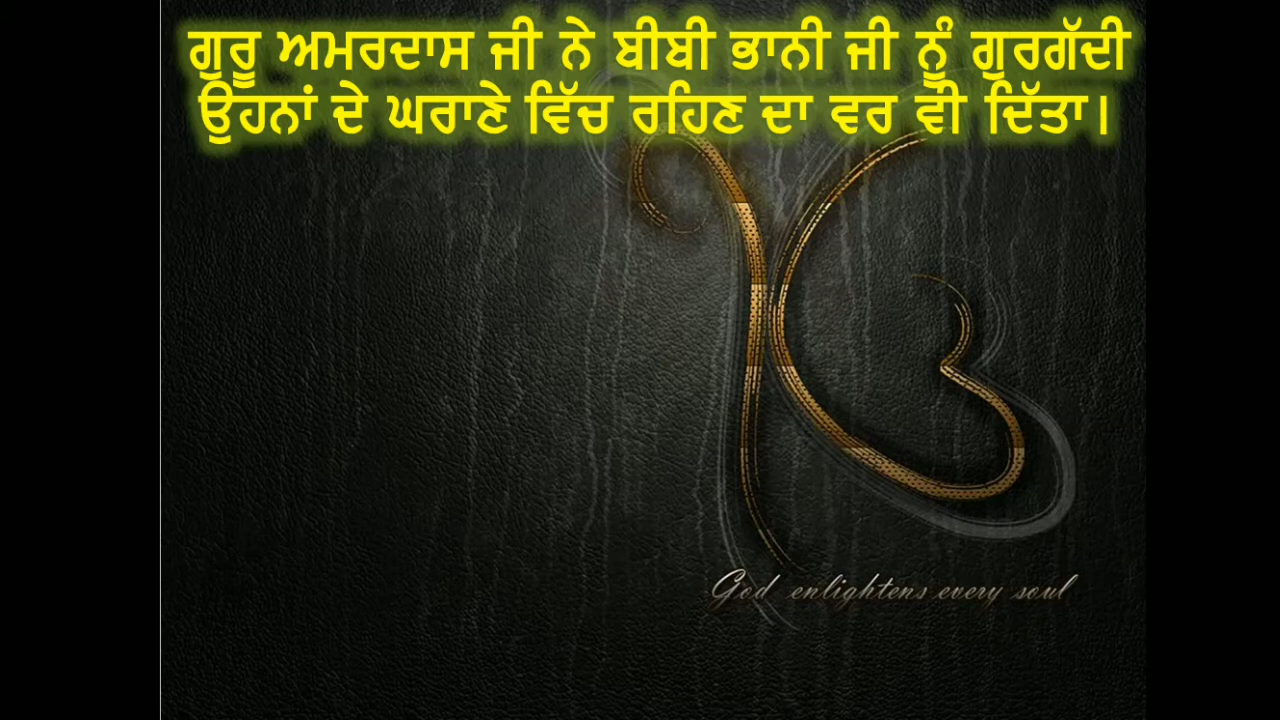 ਗੁਰੂ ਅਮਰਦਾਸ ਜੀ ਨੇ ਬੀਬੀ ਭਾਨੀ ਜੀ ਨੂੰ ਗੁਰਗੱਦੀ
ਉਹਨਾਂ ਦੇ ਘਰਾਣੇ ਵਿੱਚ ਰਹਿਣ ਦਾ ਵਰ ਵੀ ਦਿੱਤਾ।
God enlightens every soul